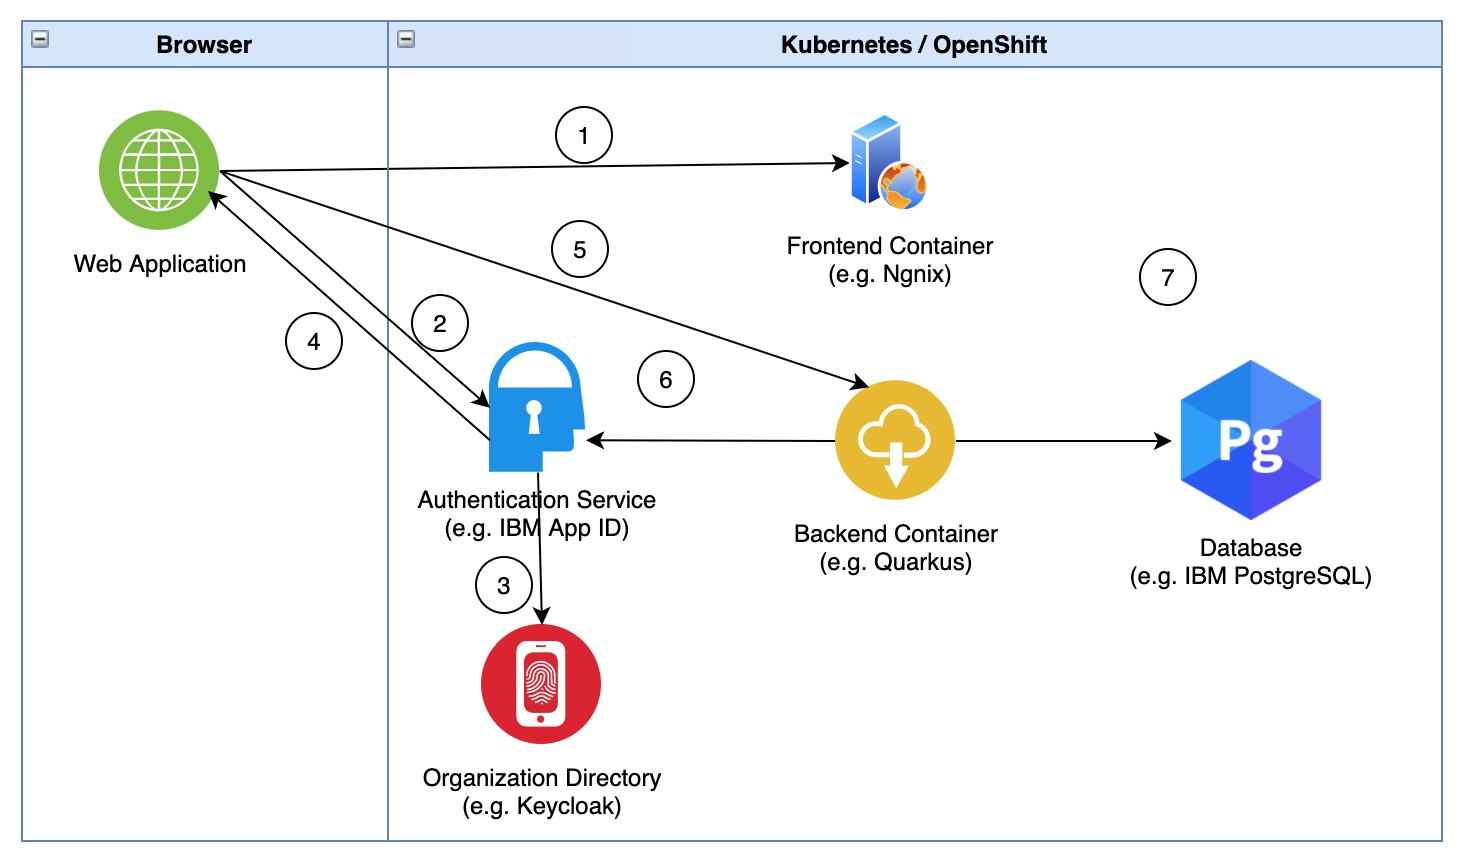 Browser
Kubernetes / OpenShift
1
Web Application
5
Frontend Container
(e.g. Ngnix)
7
2
4
6
Pg
Authentication Service
(e.g. IBM App ID)
Backend Container
(e.g. Quarkus)
Database
(e.g. IBM PostgreSQL)
3
Organization Directory
(e.g. Keycloak)